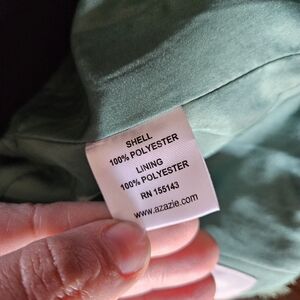 SHELL
100% POLYESTER
LINING
100% POLYESTER
RN 155143
www.azazie.com